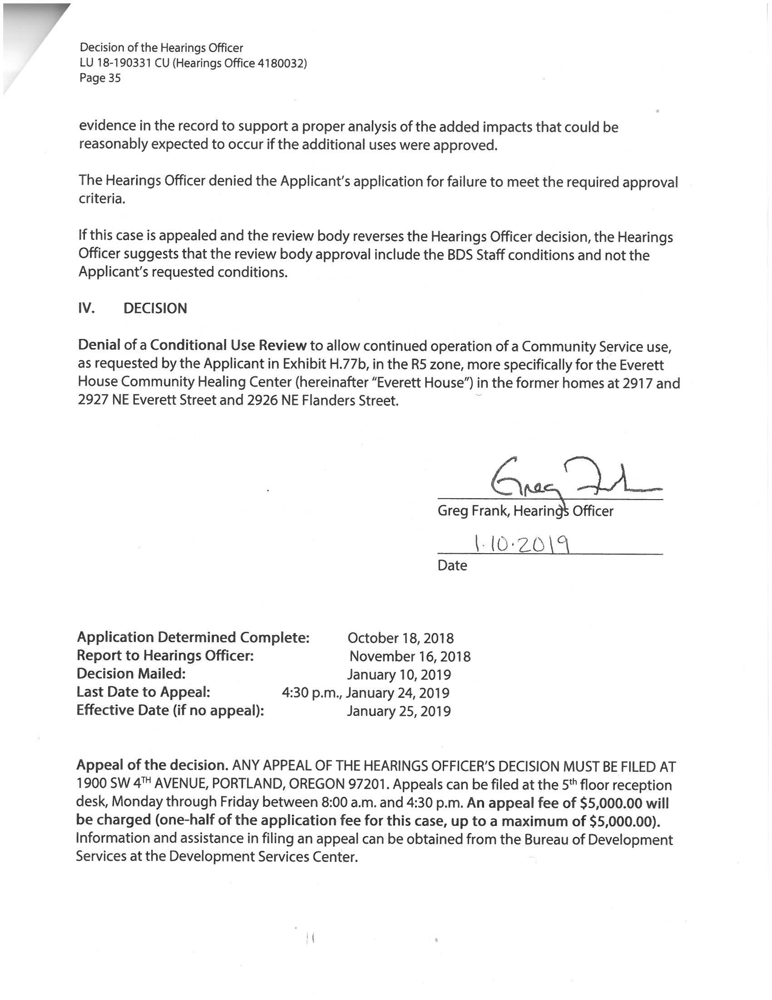 Decision of the Hearings Officer
LU 18-190331 CU (Hearings Office 4180032)
Page 35
evidence in the record to support a proper analysis of the added impacts that could be
reasonably expected to occur if the additional uses were approved.
The Hearings Officer denied the Applicant's application for failure to meet the required approval
criteria.
If this case is appealed and the review body reverses the Hearings Officer decision, the Hearings
Officer suggests that the review body approval include the BDS Staff conditions and not the
Applicant's requested conditions.
IV. DECISION
Denial of a Conditional Use Review to allow continued operation of a Community Service use,
as requested by the Applicant in Exhibit H.77b, in the R5 zone, more specifically for the Everett
House Community Healing Center (hereinafter "Everett House") in the former homes at 2917 and
2927 NE Everett Street and 2926 NE Flanders Street.
Greg
Greg Frank, Hearings Officer
1.10.2019
Date
Application Determined Complete: October 18, 2018
Report to Hearings Officer: November 16, 2018
Decision Mailed: January 10, 2019
Last Date to Appeal: 4:30 p.m., January 24, 2019
Effective Date (if no appeal): January 25, 2019
Appeal of the decision. ANY APPEAL OF THE HEARINGS OFFICER'S DECISION MUST BE FILED AT
1900 SW 4TH AVENUE, PORTLAND, OREGON 97201. Appeals can be filed at the 5th floor reception
desk, Monday through Friday between 8:00 a.m. and 4:30 p.m. An appeal fee of $5,000.00 will
be charged (one-half of the application fee for this case, up to a maximum of $5,000.00).
Information and assistance in filing an appeal can be obtained from the Bureau of Development
Services at the Development Services Center.